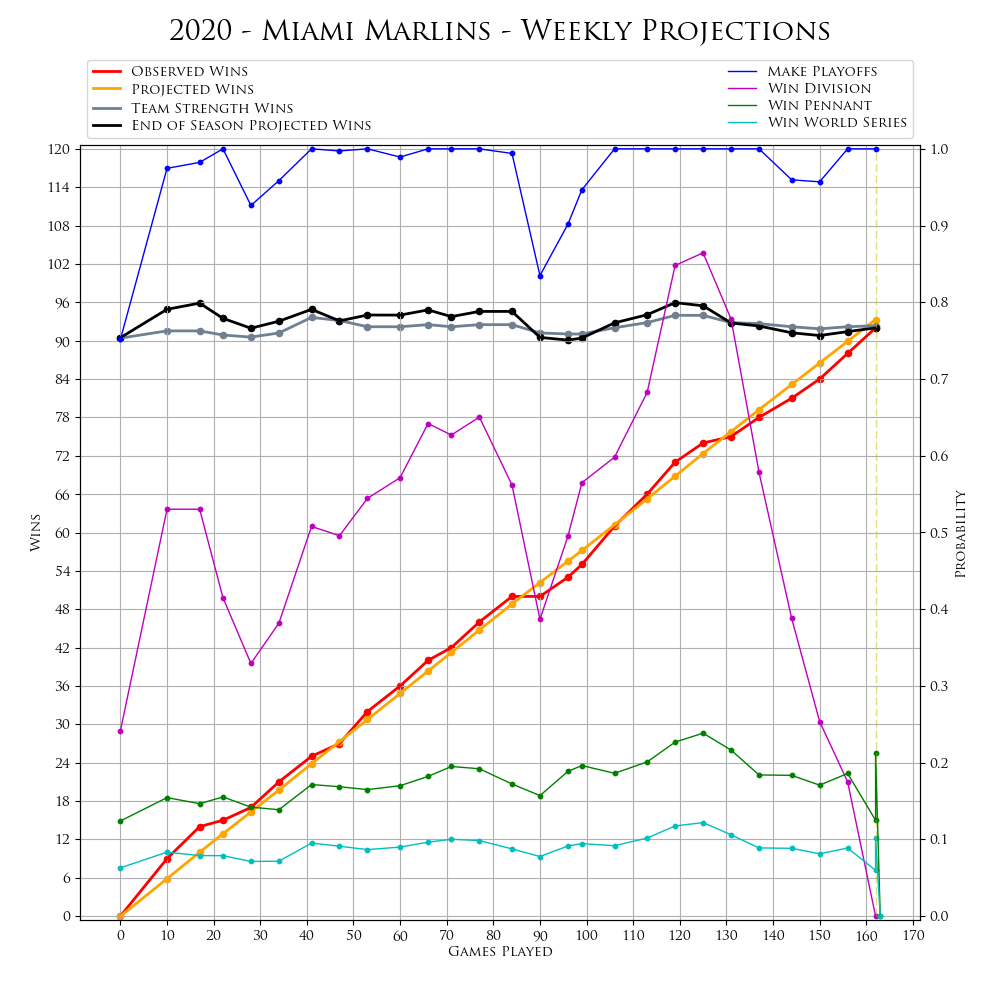 2020 - Miami Marlins - Weekly Projections
Observed Wins
Projected Wins
Team Strength Wins
End of Season Projected Wins
Make Playoffs
Win Division
Win Pennant
Win World Series
120
114
108
102
96
90
84
78
72
66
60
54
48
42
36
30
24
18
12
6
0
Wins
1.0
0.9
0.8
0.7
0.6
0.5
0.4
0.3
0.2
0.1
0.0
Probability
0 10 20 30 40 50 60 70 80 90 100 110 120 130 140 150 160 170
Games Played